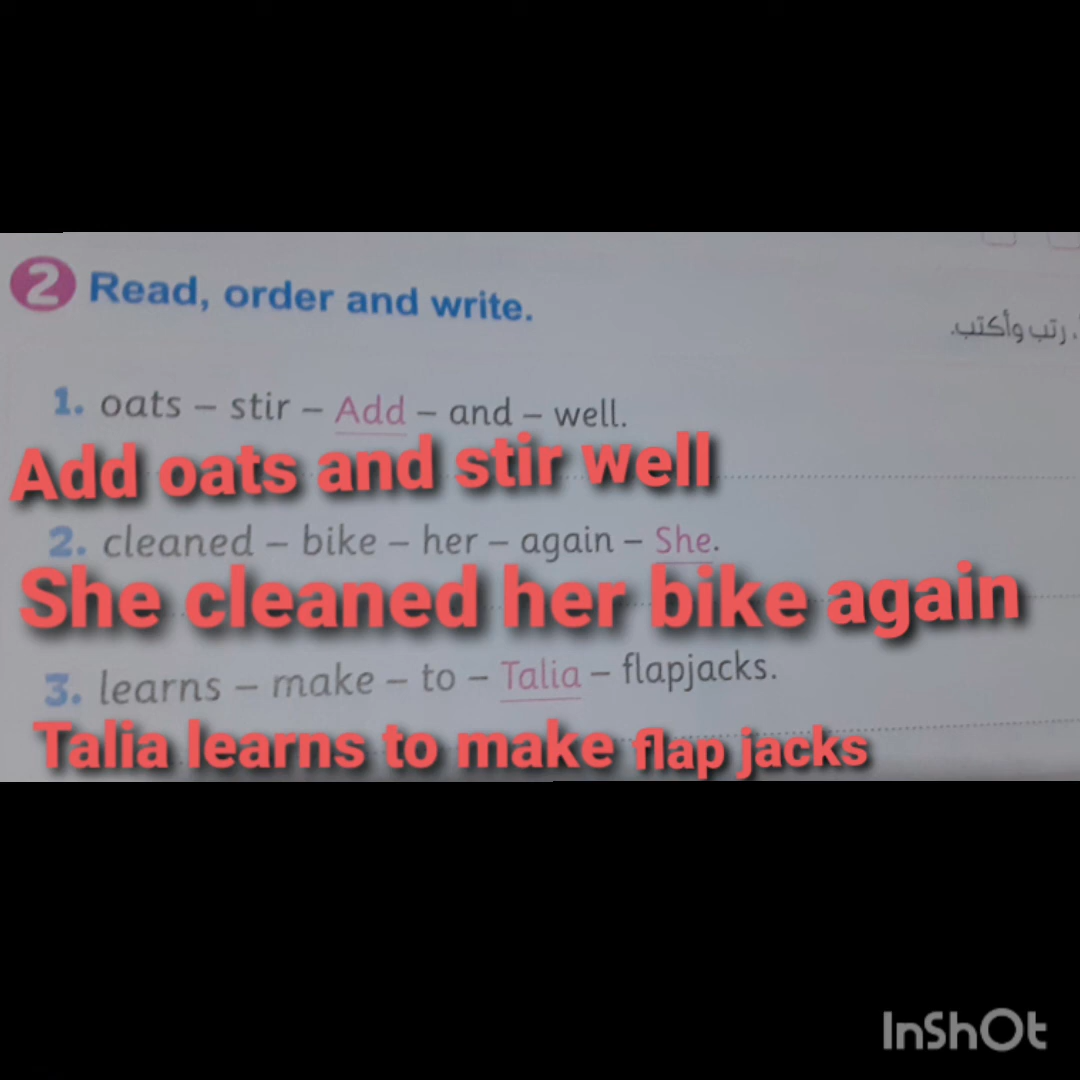 2 Read, order and write.
. رتب وأكتب.
1. oats – stir – Add – and – well.
Add oats and stir well
2. cleaned – bike – her – again – She.
She cleaned her bike again
3. learns – make – to – Talia – flapjacks.
Talia learns to make flap jacks
InShOt